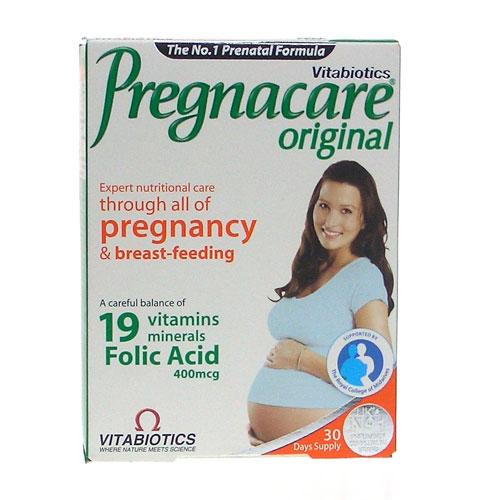 The No.1 Prenatal Formula
Vitabiotics
Pregnacare®
original
Expert nutritional care
through all of
pregnancy
& breast-feeding
A careful balance of
19 vitamins
minerals
Folic Acid
400mcg
SUPPORTED BY
The Royal College of Midwives
VITABIOTICS
WHERE NATURE MEETS SCIENCE
30
Days Supply